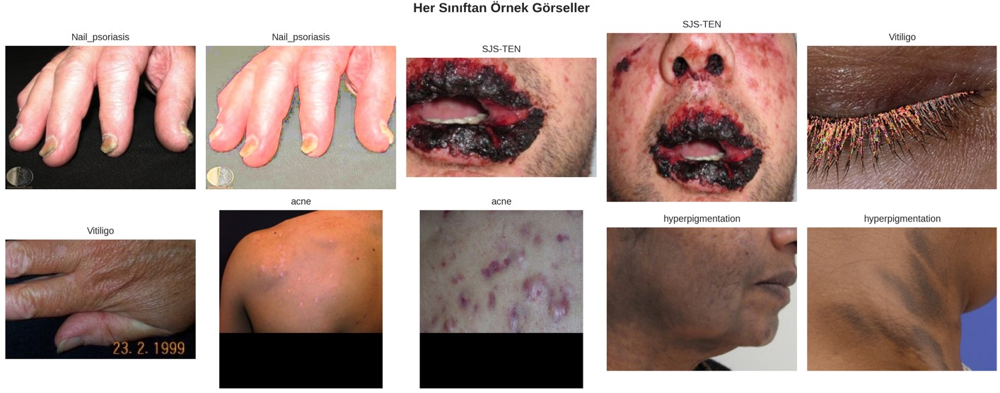 Her Sınıftan Örnek Görseller
Nail_psoriasis
Nail_psoriasis
SJS-TEN
SJS-TEN
Vitiligo
Vitiligo
23. 2. 1999
acne
acne
hyperpigmentation
hyperpigmentation